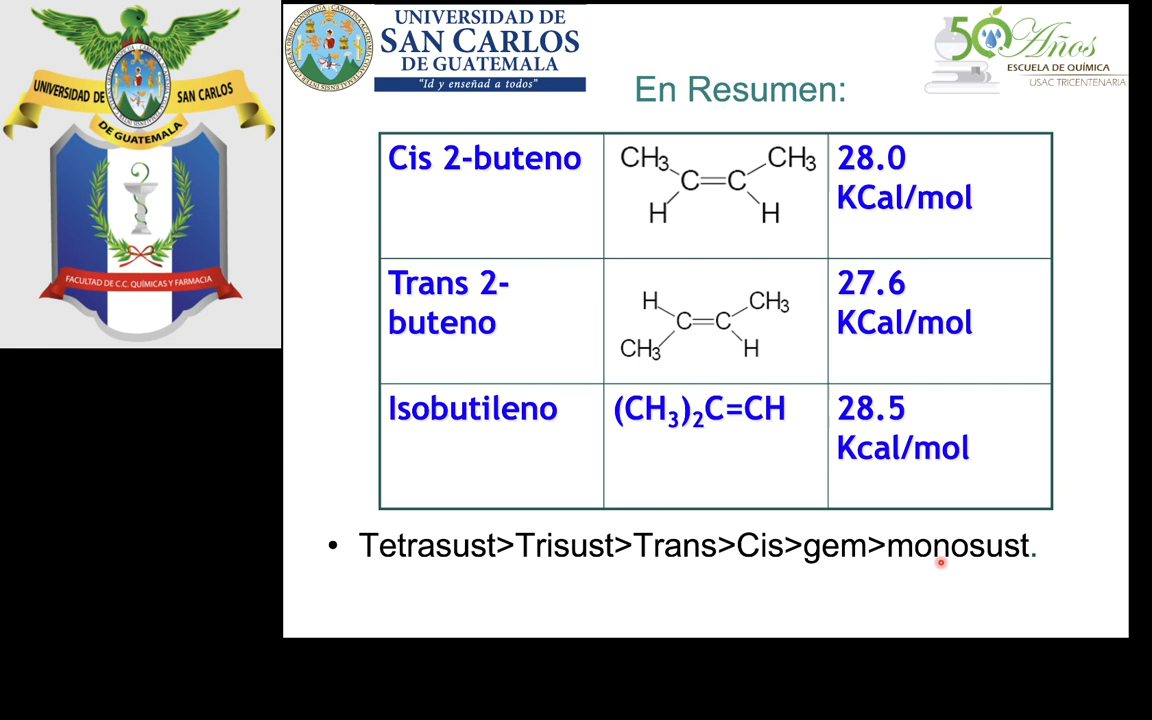 UNIVERSIDAD DE SAN CARLOS
DE GUATEMALA
FACULTAD DE C.C. QUÍMICAS Y FARMACIA
UNIVERSIDAD DE
SAN CARLOS
DE GUATEMALA
"Id y enseñad a todos"
50 Años
ESCUELA DE QUÍMICA
USAC TRICENTENARIA
En Resumen:
Cis 2-buteno
CH3 CH3
C=C
H H
28.0
KCal/mol
Trans 2-
buteno
H CH3
C=C
CH3 H
27.6
KCal/mol
Isobutileno
(CH3)2C=CH
28.5
Kcal/mol
• Tetrasust>Trisust>Trans>Cis>gem>monosust.